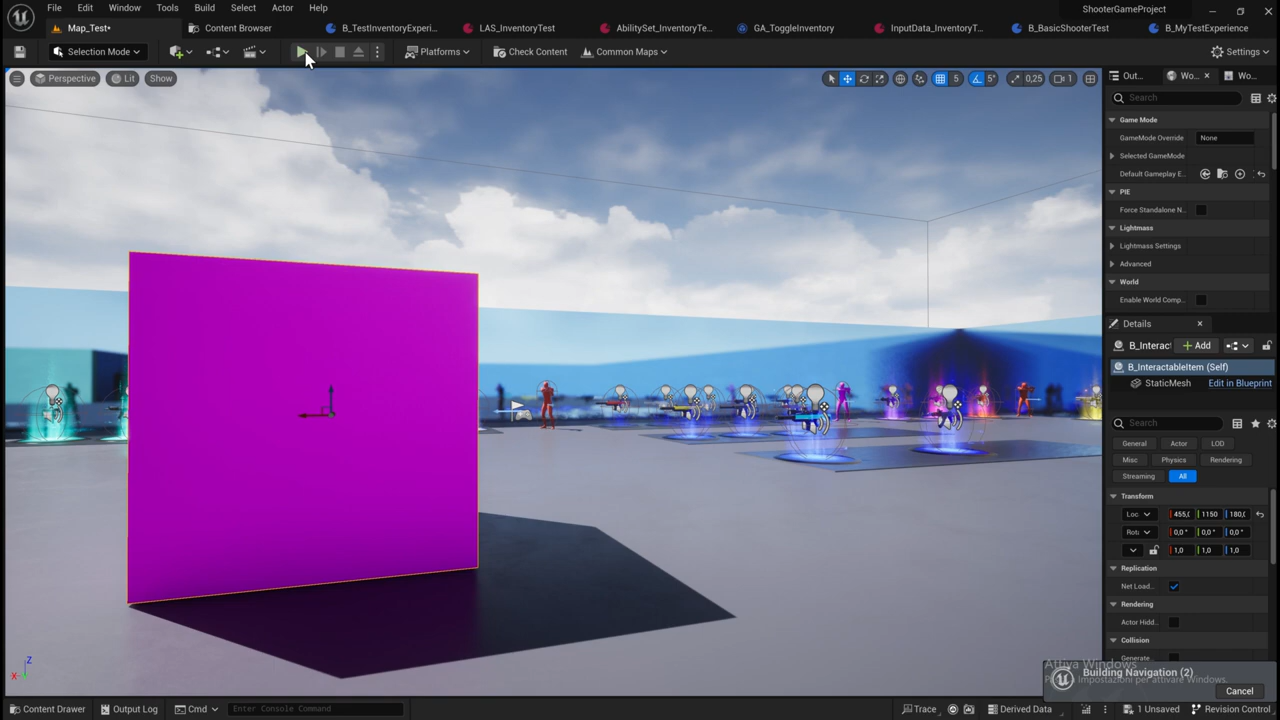 File Edit Window Tools Build Select Actor Help
ShooterGameProject
Map_Test* Content Browser B_TestInventoryExperi... LAS_InventoryTest AbilitySet_InventoryTe... GA_ToggleInventory InputData_InventoryT... B_BasicShooterTest B_MyTestExperience
Selection Mode Platforms Check Content Common Maps Settings
Perspective Lit Show 5 5° 0,25 1
Out... Wo... Wo...
Search
Game Mode
GameMode Override None
Selected GameMode
Default Gameplay E...
PIE
Force Standalone N...
Lightmass
Lightmass Settings
Advanced
World
Enable World Comp...
Details
B_Interac Add
B_InteractableItem (Self)
StaticMesh Edit in Blueprint
Search
General Actor LOD
Misc Physics Rendering
Streaming All
Transform
Loc 455,( 1150 180,(
Rot 0,0 ° 0,0 ° 0,0 °
1,0 1,0 1,0
Replication
Net Load...
Rendering
Actor Hidd...
Collision
Generate...
Attiva Windows
Building Navigation (2)
impostazioni per attivare Windows.
Cancel
Z
X
Content Drawer Output Log Cmd Enter Console Command Trace Derived Data 1 Unsaved Revision Control